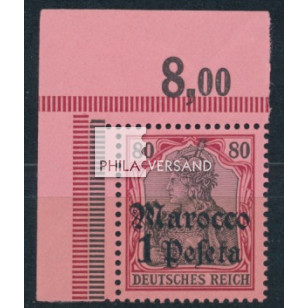 8,00
80 80
PHILA VERSAND
Marocco
1 Peseta
DEUTSCHES REICH